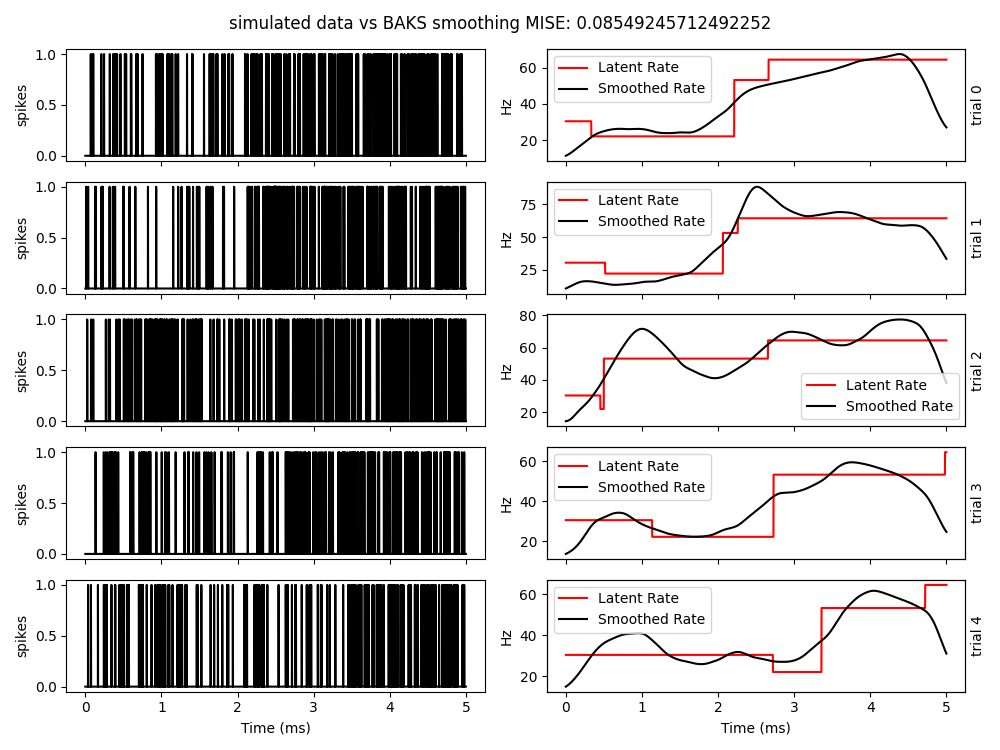 simulated data vs BAKS smoothing MISE: 0.08549245712492252
1.0
0.5
0.0
spikes
60
40
20
Hz
Latent Rate
Smoothed Rate
trial 0
1.0
0.5
0.0
spikes
75
50
25
Hz
Latent Rate
Smoothed Rate
trial 1
1.0
0.5
0.0
spikes
80
60
40
20
Hz
Latent Rate
Smoothed Rate
trial 2
1.0
0.5
0.0
spikes
60
40
20
Hz
Latent Rate
Smoothed Rate
trial 3
1.0
0.5
0.0
spikes
60
40
20
Hz
Latent Rate
Smoothed Rate
trial 4
0 1 2 3 4 5
Time (ms)
0 1 2 3 4 5
Time (ms)